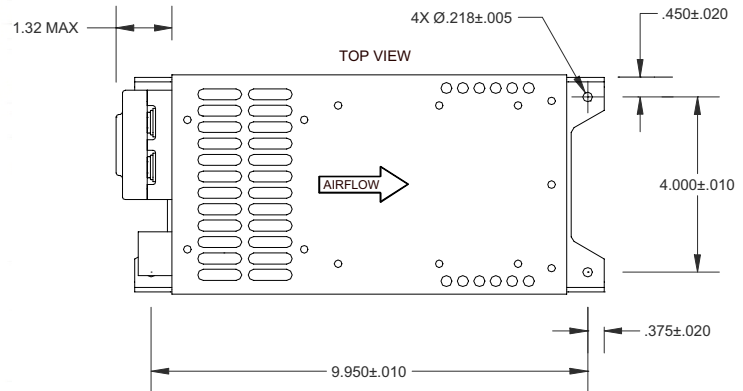 1.32 MAX
4X Ø.218±.005
.450±.020
TOP VIEW
AIRFLOW
4.000±.010
.375±.020
9.950±.010